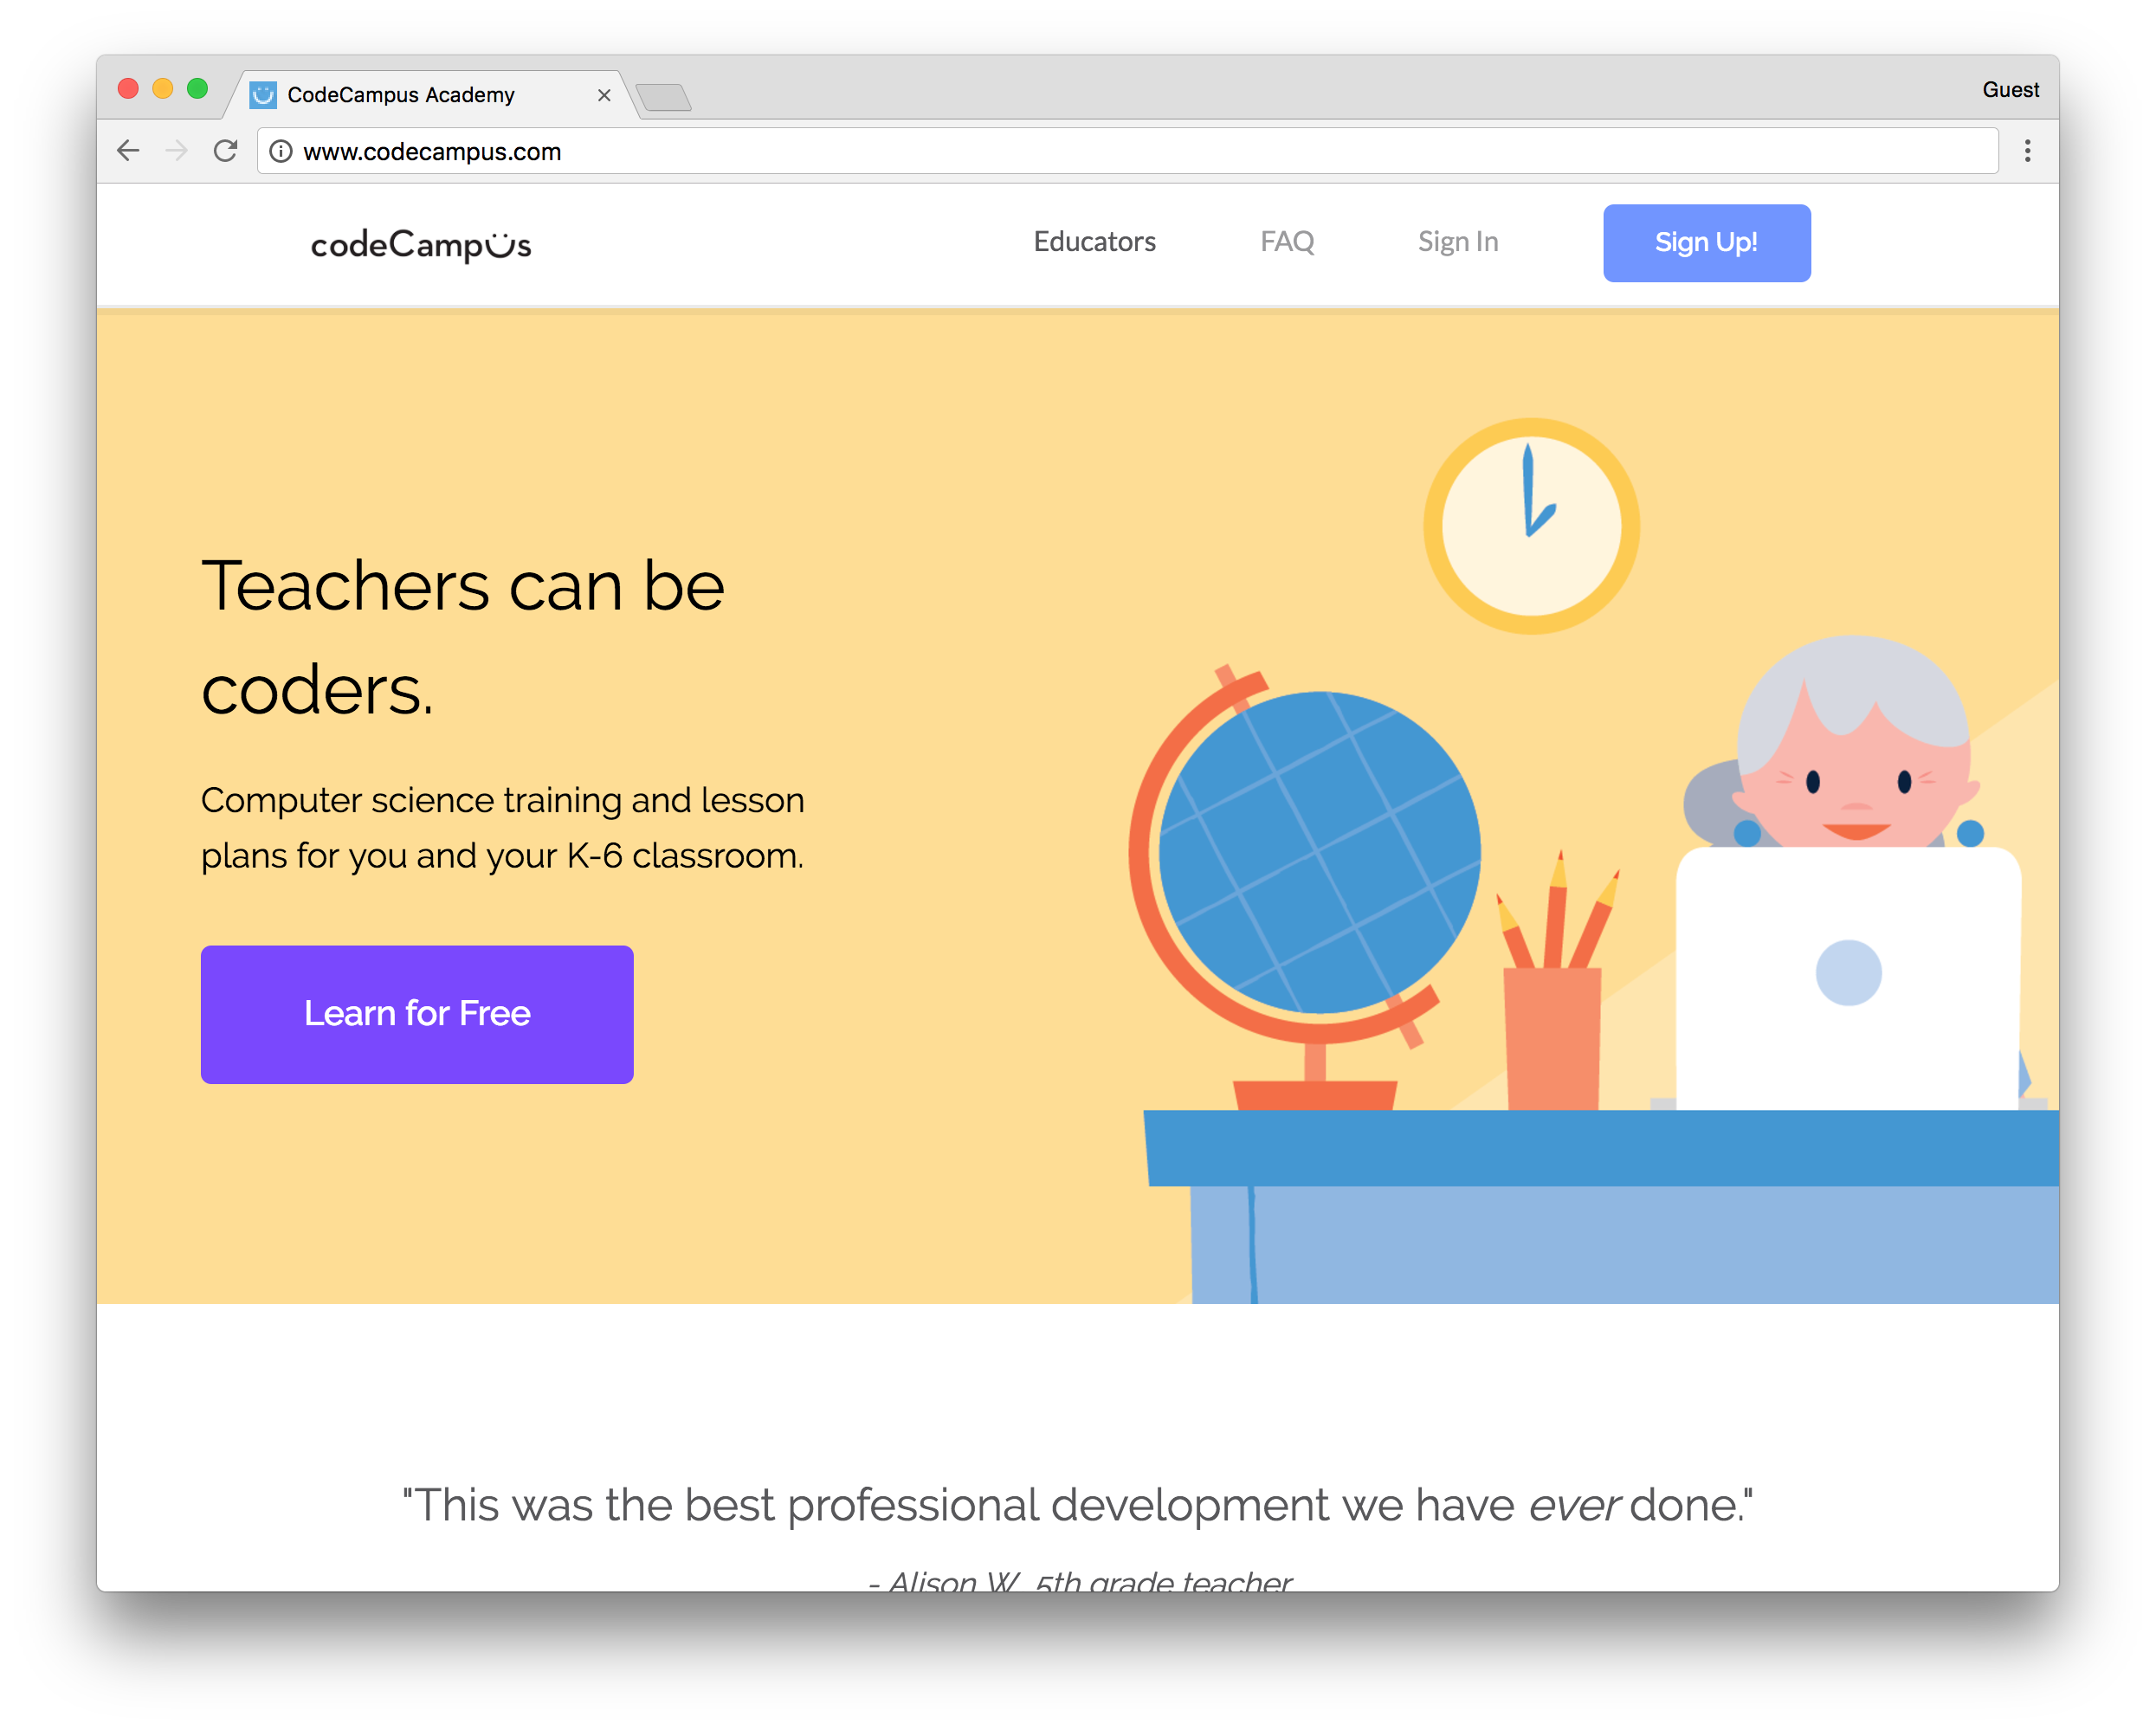 CodeCampus Academy
Guest
www.codecampus.com
codeCampus
Educators
FAQ
Sign In
Sign Up!
Teachers can be
coders.
Computer science training and lesson
plans for you and your K-6 classroom.
Learn for Free
"This was the best professional development we have ever done."
- Alison W. 5th grade teacher